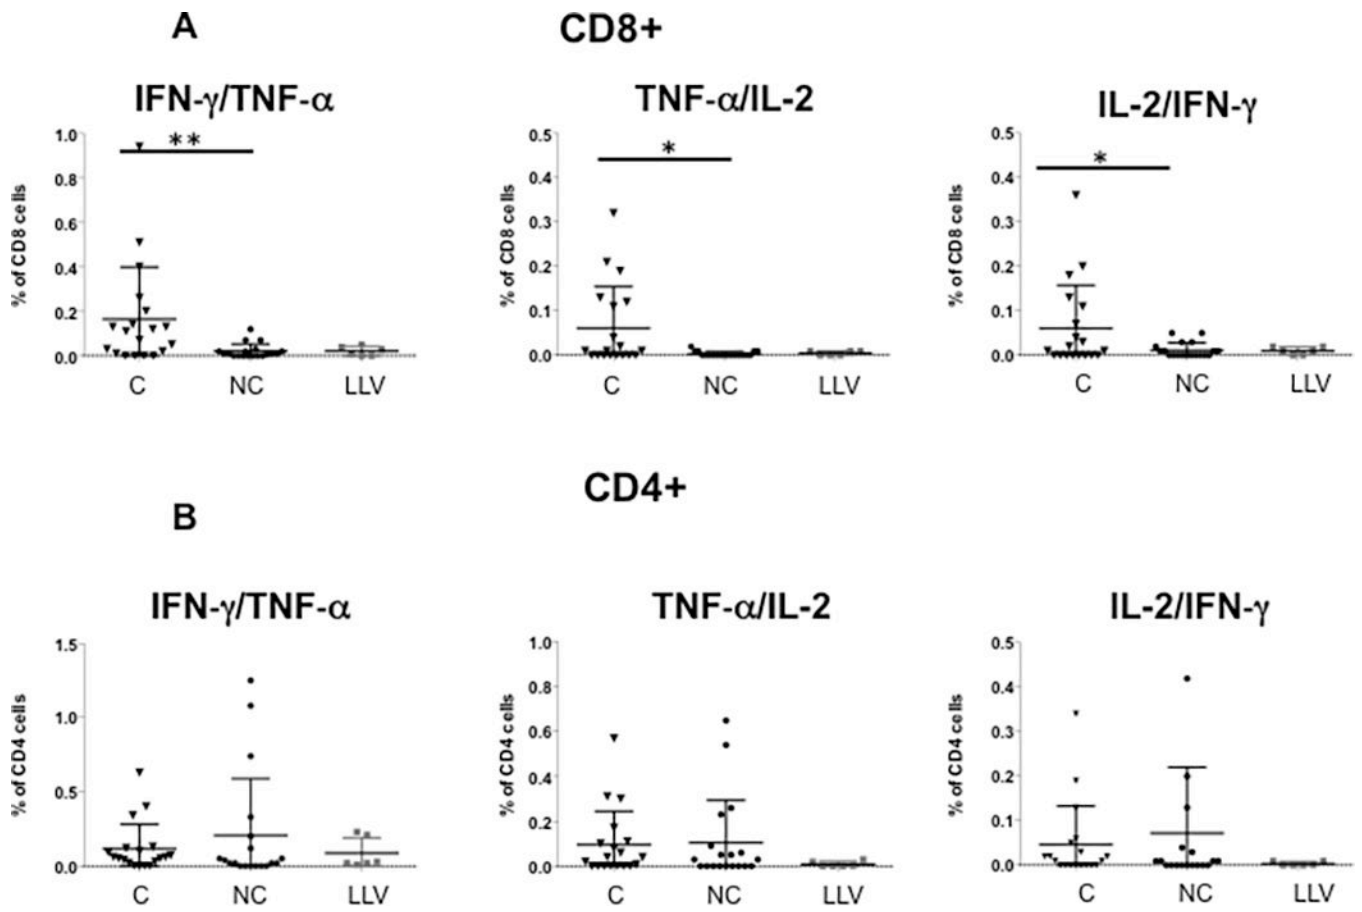 A
CD8+
IFN-γ/TNF-α
TNF-α/IL-2
IL-2/IFN-γ
% of CD8 cells
1.0
0.8
0.6
0.4
0.2
0.0
**
C NC LLV
% of CD8 cells
0.5
0.4
0.3
0.2
0.1
0.0
*
C NC LLV
% of CD8 cells
0.5
0.4
0.3
0.2
0.1
0.0
*
C NC LLV
CD4+
B
IFN-γ/TNF-α
TNF-α/IL-2
IL-2/IFN-γ
% of CD4 cells
1.5
1.0
0.5
0.0
C NC LLV
% of CD4 cells
1.0
0.8
0.6
0.4
0.2
0.0
C NC LLV
% of CD4 cells
0.5
0.4
0.3
0.2
0.1
0.0
C NC LLV